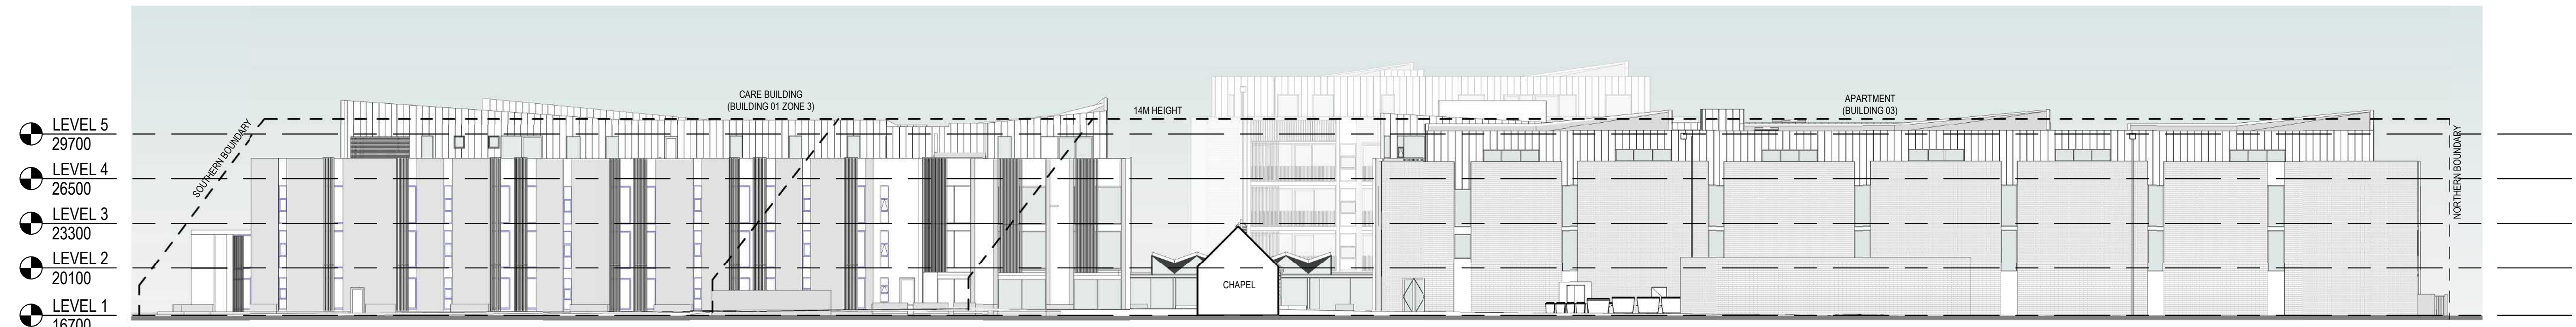 CARE BUILDING
(BUILDING 01 ZONE 3)
14M HEIGHT
APARTMENT
(BUILDING 03)
SOUTHERN BOUNDARY
NORTHERN BOUNDARY
LEVEL 5
29700
LEVEL 4
26500
LEVEL 3
23300
LEVEL 2
20100
CHAPEL
LEVEL 1
16700